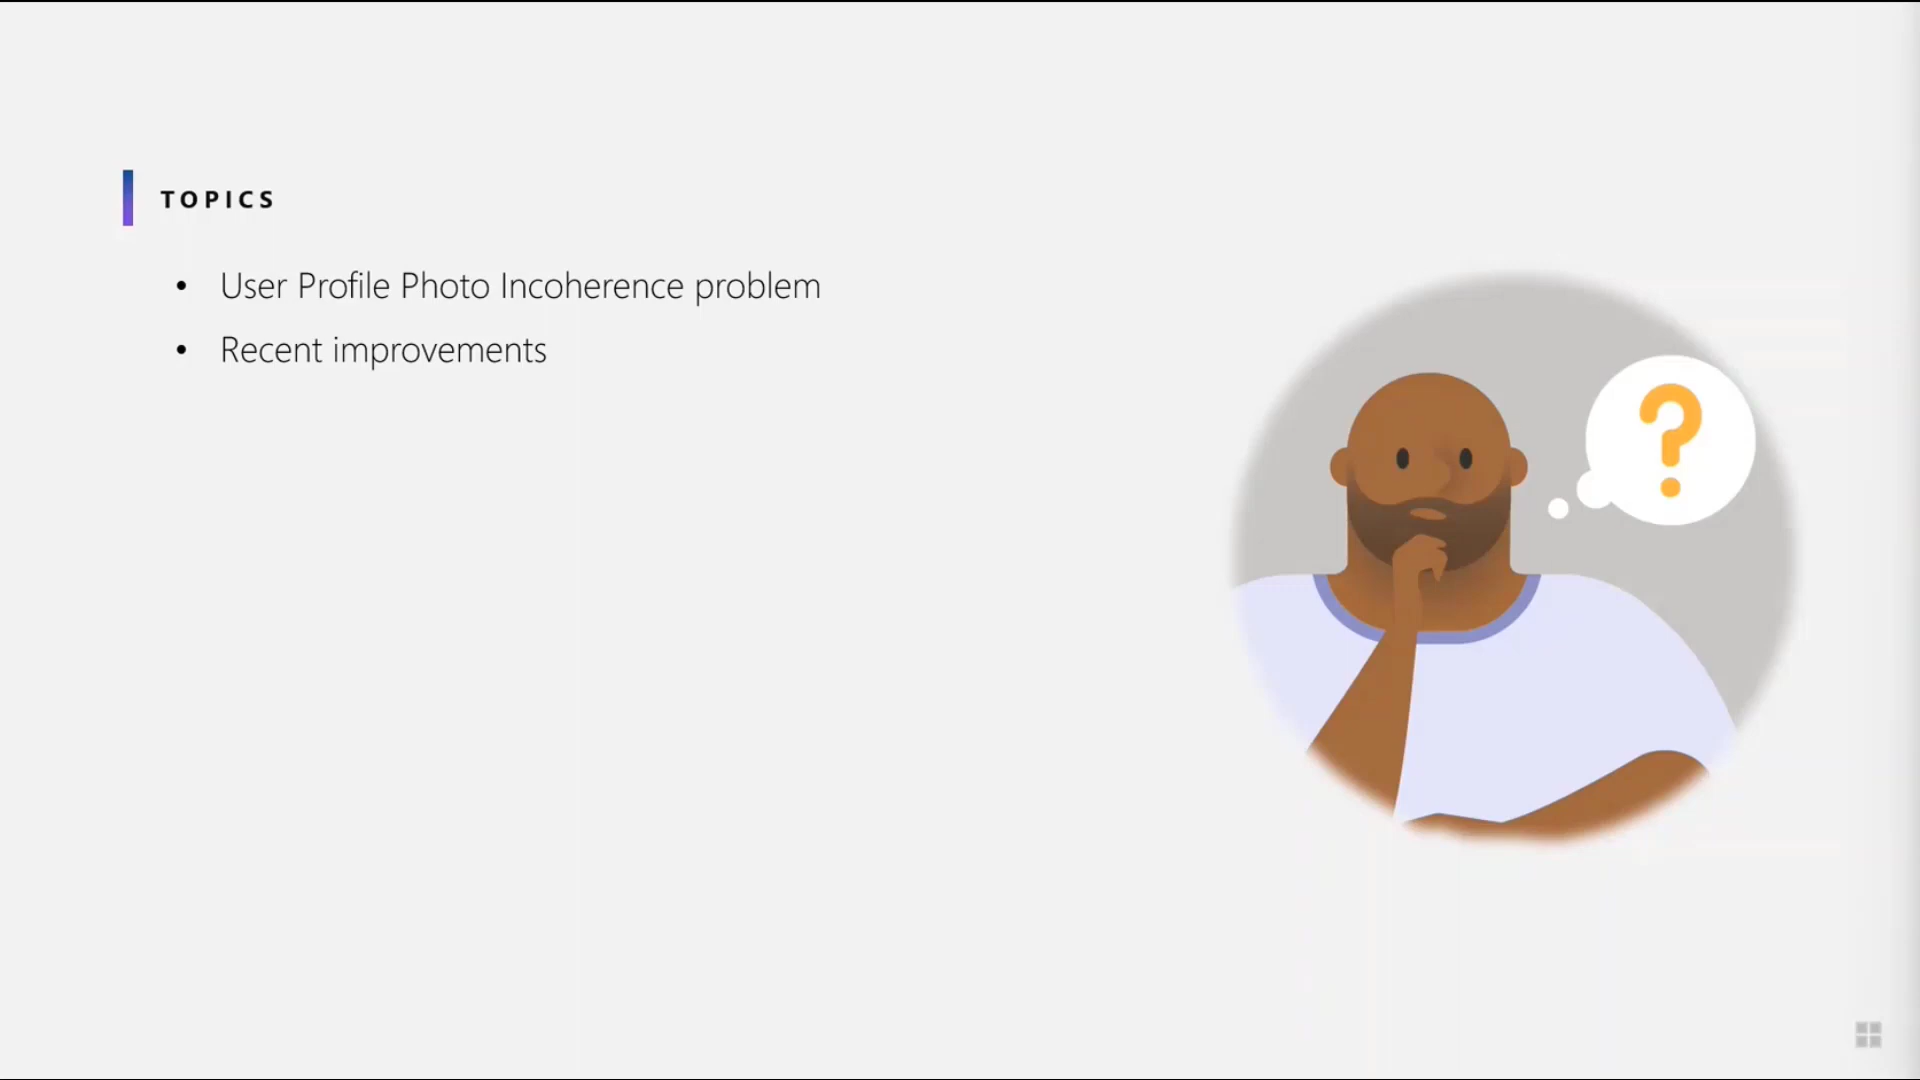 TOPICS
• User Profile Photo Incoherence problem
• Recent improvements
?